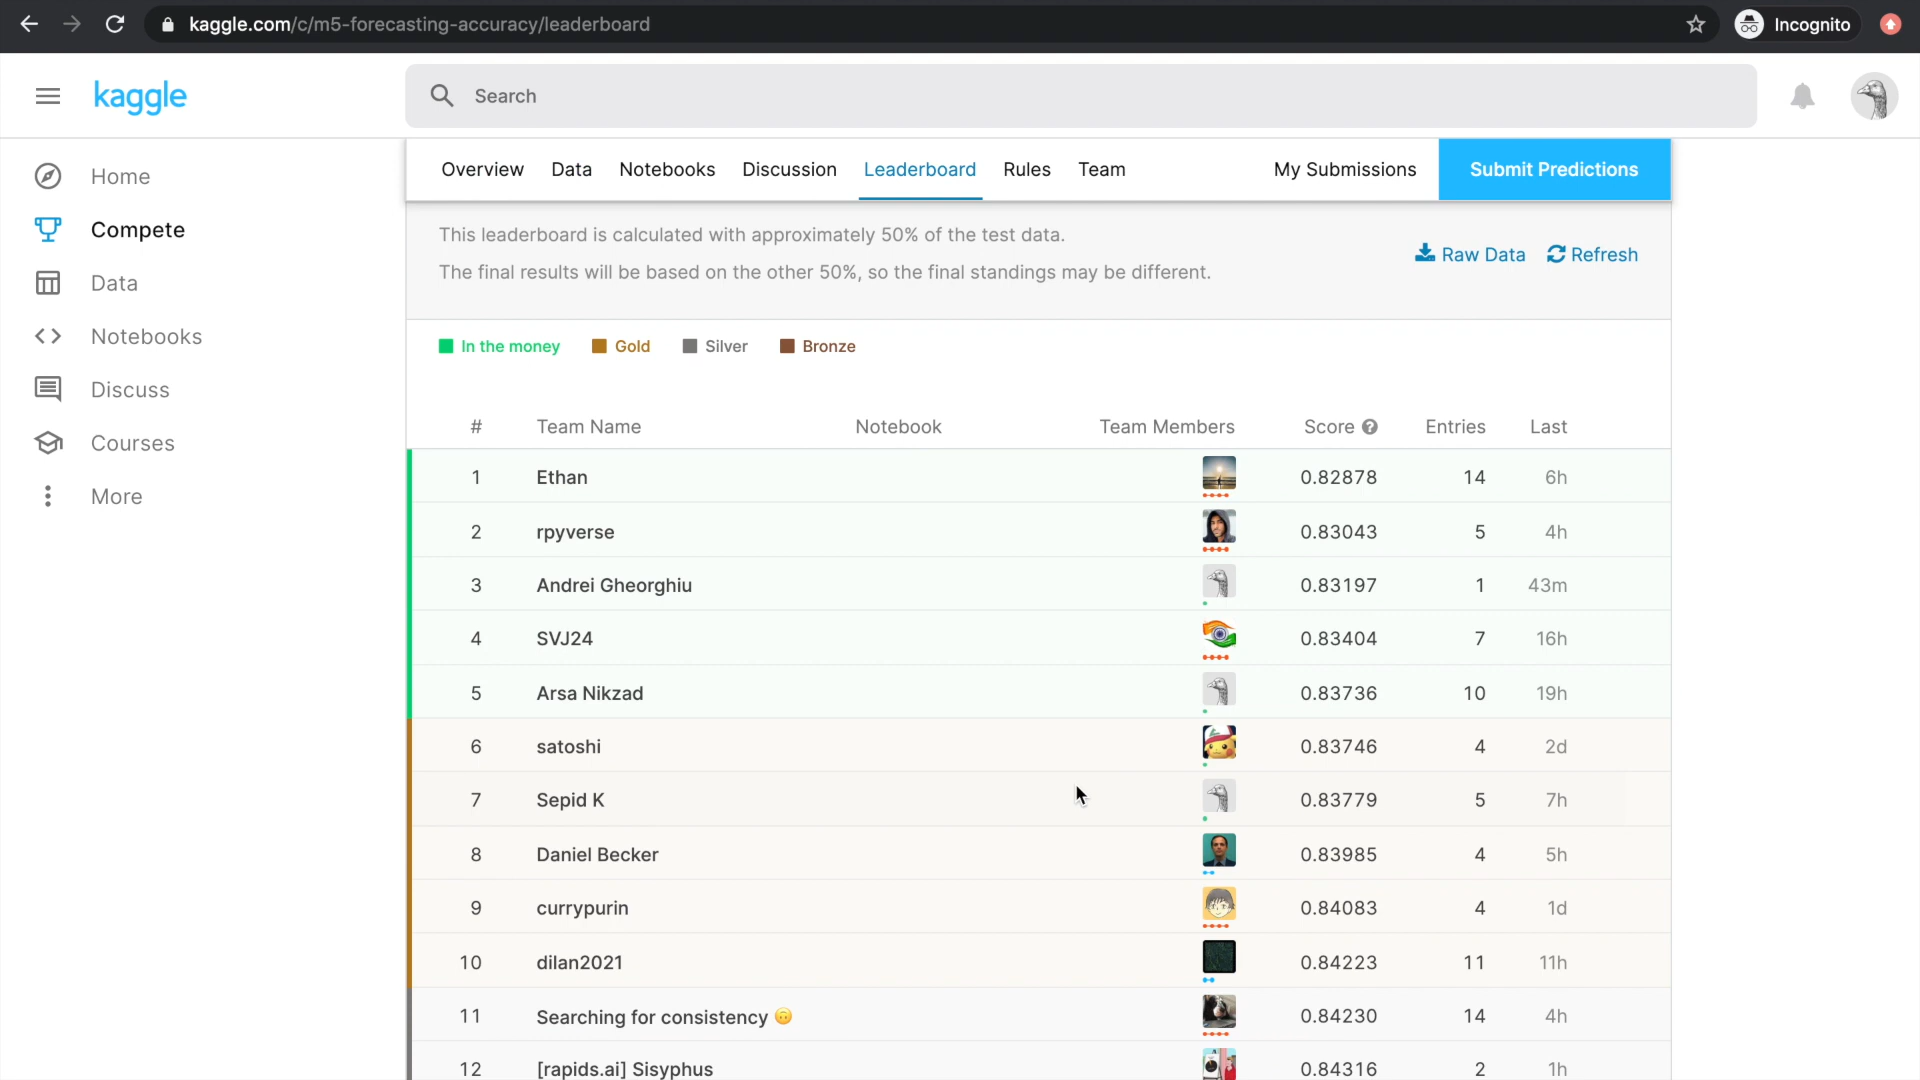 kaggle.com/c/m5-forecasting-accuracy/leaderboard
Incognito
kaggle
Search
Home
Compete
Data
Notebooks
Discuss
Courses
More
Overview Data Notebooks Discussion Leaderboard Rules Team My Submissions Submit Predictions
This leaderboard is calculated with approximately 50% of the test data.
The final results will be based on the other 50%, so the final standings may be different.
Raw Data Refresh
In the money Gold Silver Bronze
# Team Name Notebook Team Members Score Entries Last
1 Ethan 0.82878 14 6h
2 rpyverse 0.83043 5 4h
3 Andrei Gheorghiu 0.83197 1 43m
4 SVJ24 0.83404 7 16h
5 Arsa Nikzad 0.83736 10 19h
6 satoshi 0.83746 4 2d
7 Sepid K 0.83779 5 7h
8 Daniel Becker 0.83985 4 5h
9 currypurin 0.84083 4 1d
10 dilan2021 0.84223 11 11h
11 Searching for consistency 🙃 0.84230 14 4h
12 [rapids.ai] Sisyphus 0.84316 2 1h